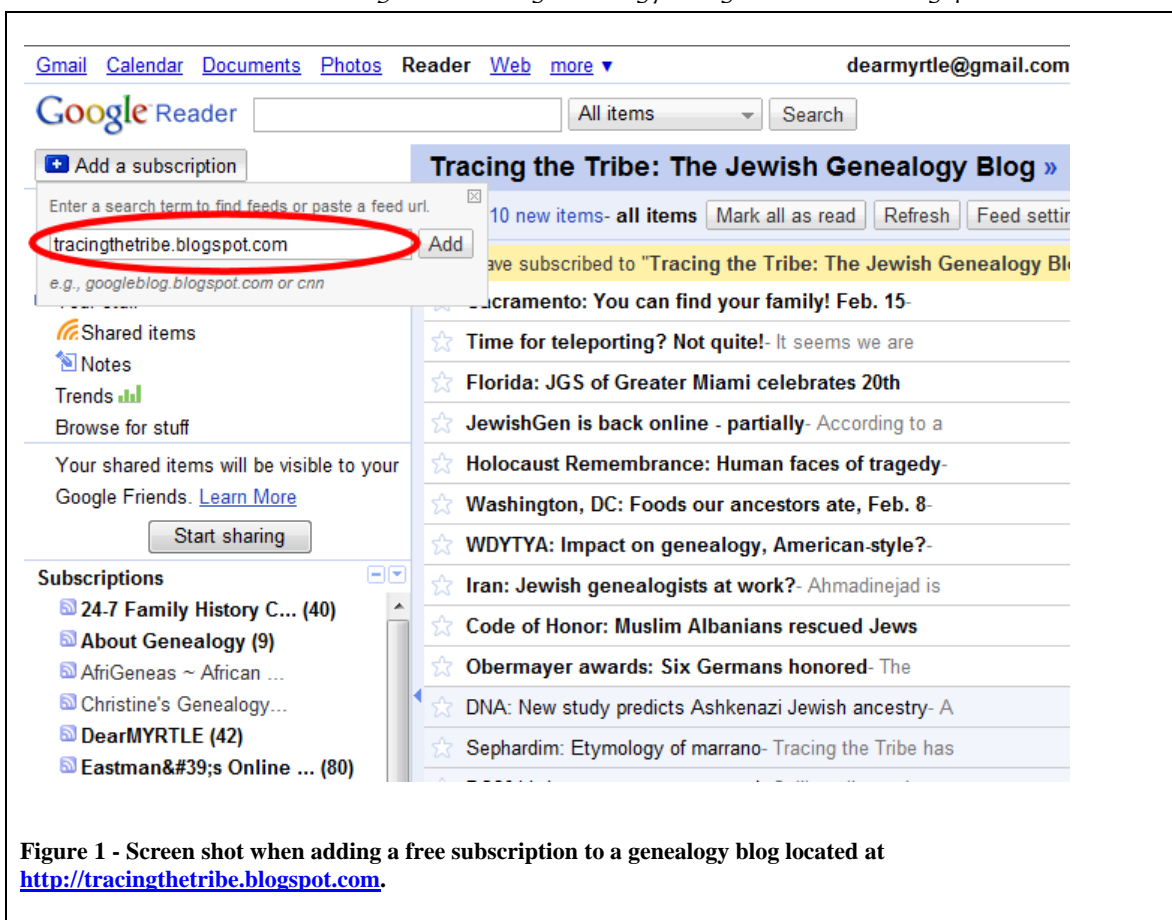 Gmail Calendar Documents Photos Reader Web more ▼ dearmyrtle@gmail.com
Google Reader All items Search
Add a subscription
Enter a search term to find feeds or paste a feed url.
tracingthetribe.blogspot.com Add
e.g., googleblog.blogspot.com or cnn
Shared items
Notes
Trends
Browse for stuff
Your shared items will be visible to your
Google Friends. Learn More
Start sharing
Subscriptions
24-7 Family History C... (40)
About Genealogy (9)
AfriGeneas ~ African ...
Christine's Genealogy...
DearMYRTLE (42)
Eastman&#39;s Online ... (80)
Tracing the Tribe: The Jewish Genealogy Blog »
10 new items- all items Mark all as read Refresh Feed settin
ave subscribed to "Tracing the Tribe: The Jewish Genealogy Bl
Sacramento: You can find your family! Feb. 15-
Time for teleporting? Not quite!- It seems we are
Florida: JGS of Greater Miami celebrates 20th
JewishGen is back online - partially- According to a
Holocaust Remembrance: Human faces of tragedy-
Washington, DC: Foods our ancestors ate, Feb. 8-
WDYTYA: Impact on genealogy, American-style?-
Iran: Jewish genealogists at work?- Ahmadinejad is
Code of Honor: Muslim Albanians rescued Jews
Obermayer awards: Six Germans honored- The
DNA: New study predicts Ashkenazi Jewish ancestry- A
Sephardim: Etymology of marrano- Tracing the Tribe has
Figure 1 - Screen shot when adding a free subscription to a genealogy blog located at
http://tracingthetribe.blogspot.com.